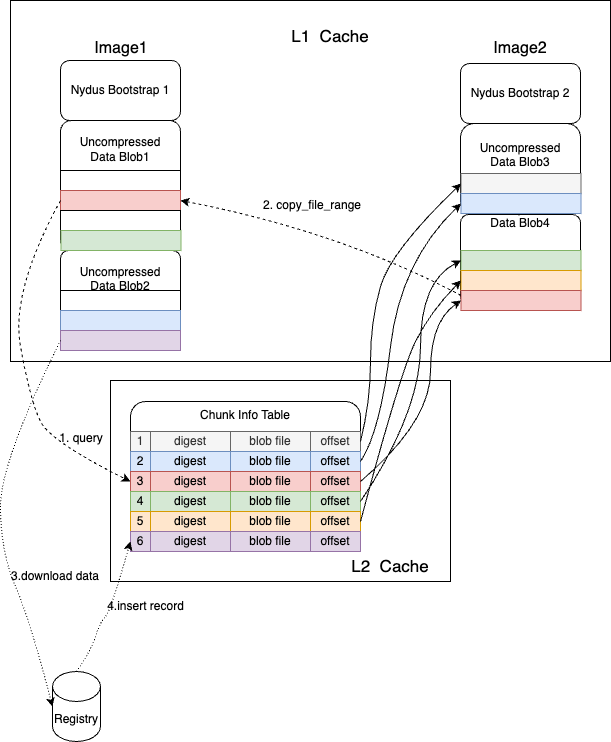 L1 Cache
Image1
Image2
Nydus Bootstrap 1
Nydus Bootstrap 2
Uncompressed
Data Blob1
Uncompressed
Data Blob3
2. copy_file_range
Data Blob4
Uncompressed
Data Blob2
Chunk Info Table
1 digest blob file offset
1. query
2 digest blob file offset
3 digest blob file offset
4 digest blob file offset
5 digest blob file offset
6 digest blob file offset
L2 Cache
3.download data
4.insert record
Registry